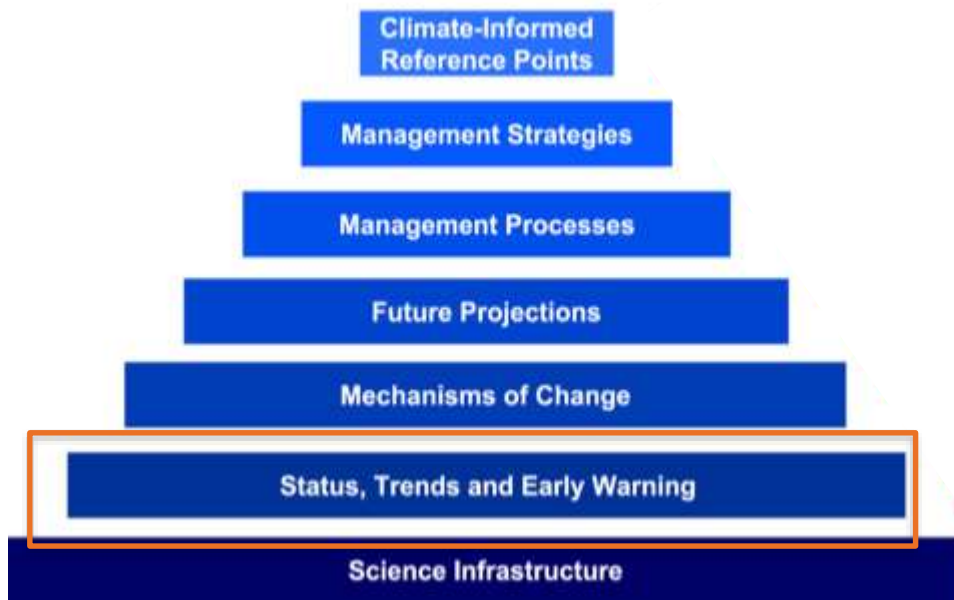 Climate-Informed
Reference Points
Management Strategies
Management Processes
Future Projections
Mechanisms of Change
Status, Trends and Early Warning
Science Infrastructure